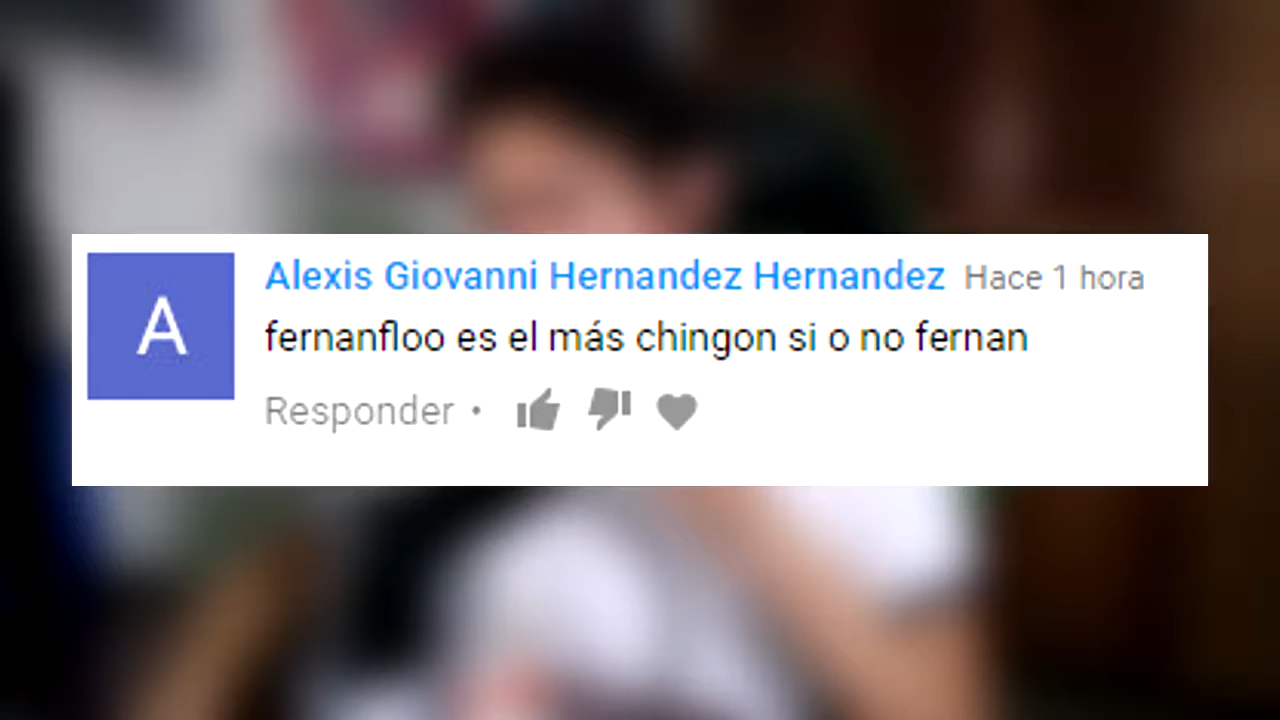 A
Alexis Giovanni Hernandez Hernandez Hace 1 hora
fernanfloo es el más chingon si o no fernan
Responder •